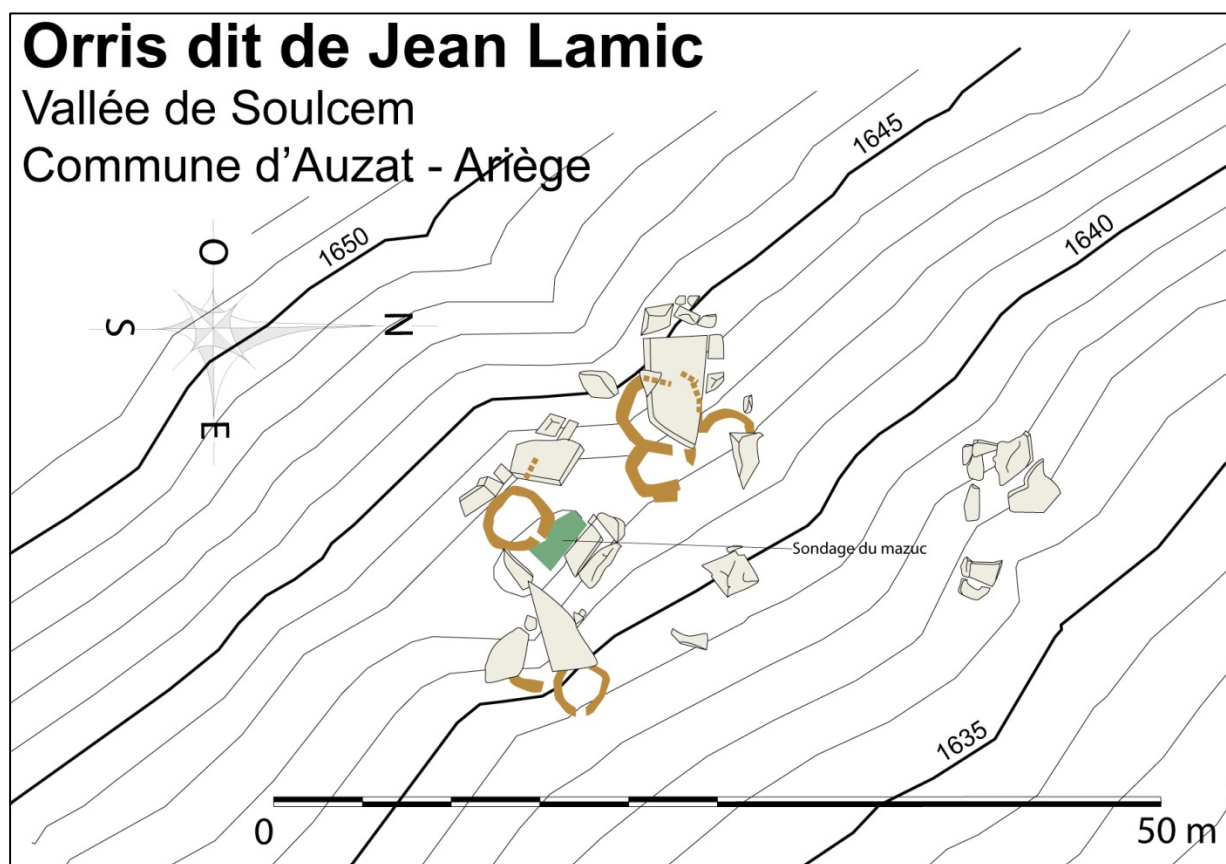 Orris dit de Jean Lamic
Vallée de Soulcem
Commune d'Auzat - Ariège
1645
1640
1650
O
S
N
E
Sondage du mazuc
1635
0
50 m